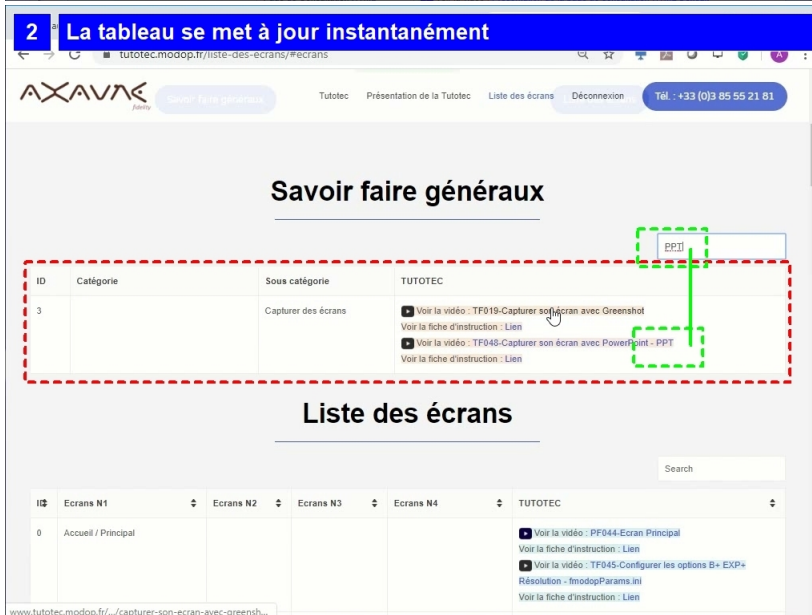 2 La tableau se met à jour instantanément
tutotec.modop.fr/liste-des-ecrans/#ecrans
AXAVNE
fidelity
Savoir faire généraux
Tutotec Présentation de la Tutotec Liste des écrans Déconnexion Tél. : +33 (0)3 85 55 21 81
Savoir faire généraux
PPT
ID Catégorie Sous catégorie TUTOTEC
3 Capturer des écrans Voir la vidéo : TF019-Capturer son écran avec Greenshot
Voir la fiche d'instruction : Lien
Voir la vidéo : TF048-Capturer son écran avec PowerPoint - PPT
Voir la fiche d'instruction : Lien
Liste des écrans
Search
ID Ecrans N1 Ecrans N2 Ecrans N3 Ecrans N4 TUTOTEC
0 Accueil / Principal Voir la vidéo : PF044-Ecran Principal
Voir la fiche d'instruction : Lien
Voir la vidéo : TF045-Configurer les options B+ EXP+
Résolution - fmodopParams.ini
Voir la fiche d'instruction : Lien
www.tutotec.modop.fr/.../capturer-son-ecran-avec-greensh...